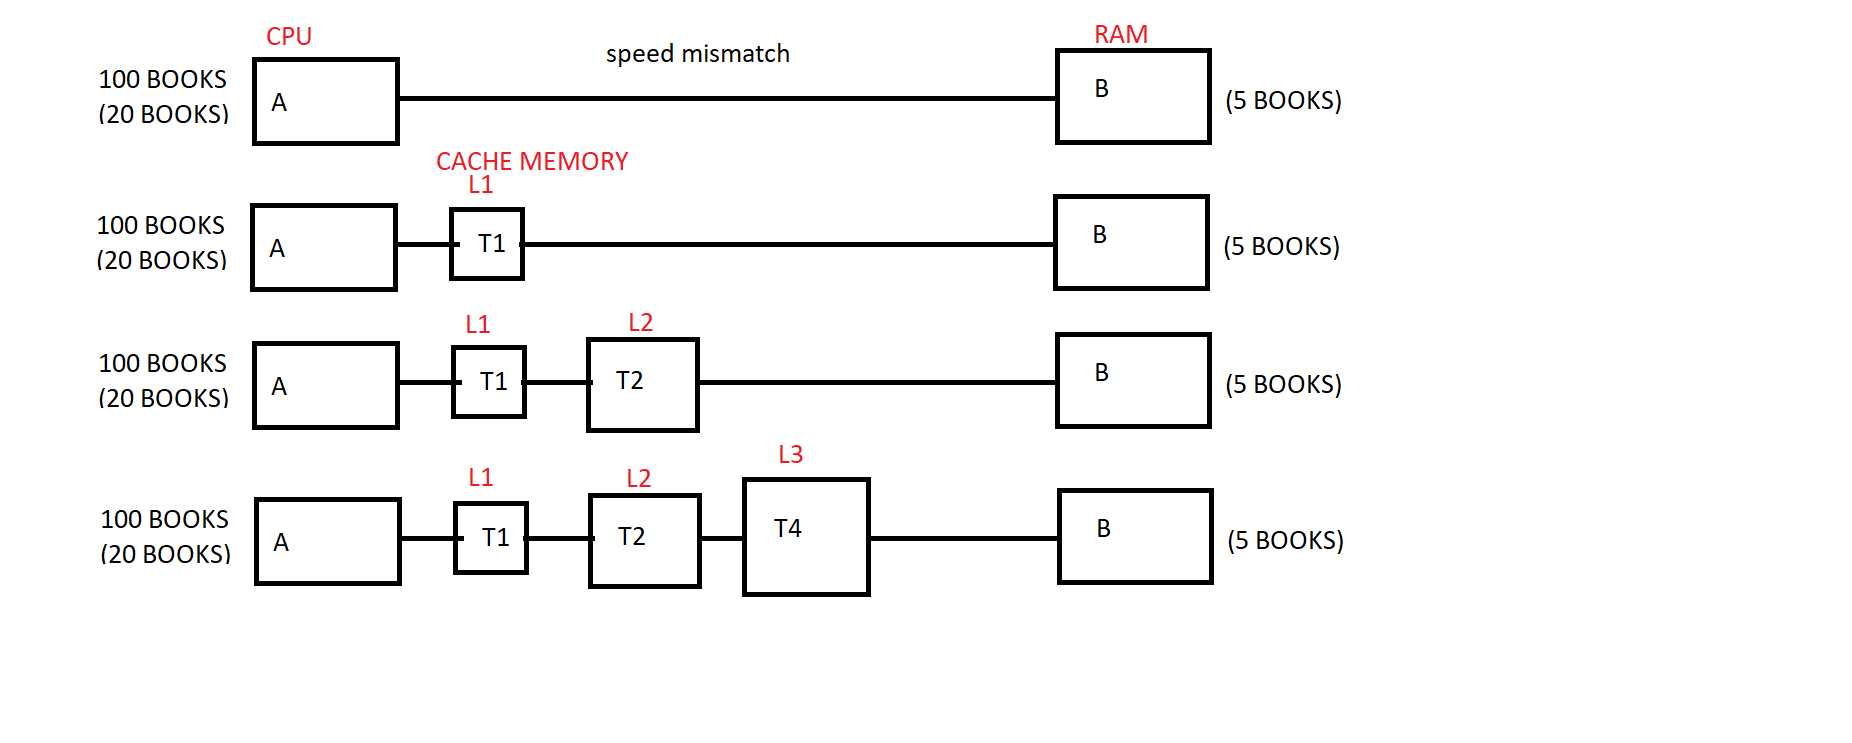 CPU
RAM
speed mismatch
100 BOOKS
(20 BOOKS)
A
B
(5 BOOKS)
CACHE MEMORY
L1
100 BOOKS
(20 BOOKS)
A
T1
B
(5 BOOKS)
L1
L2
100 BOOKS
(20 BOOKS)
A
T1
T2
B
(5 BOOKS)
L1
L2
L3
100 BOOKS
(20 BOOKS)
A
T1
T2
T4
B
(5 BOOKS)